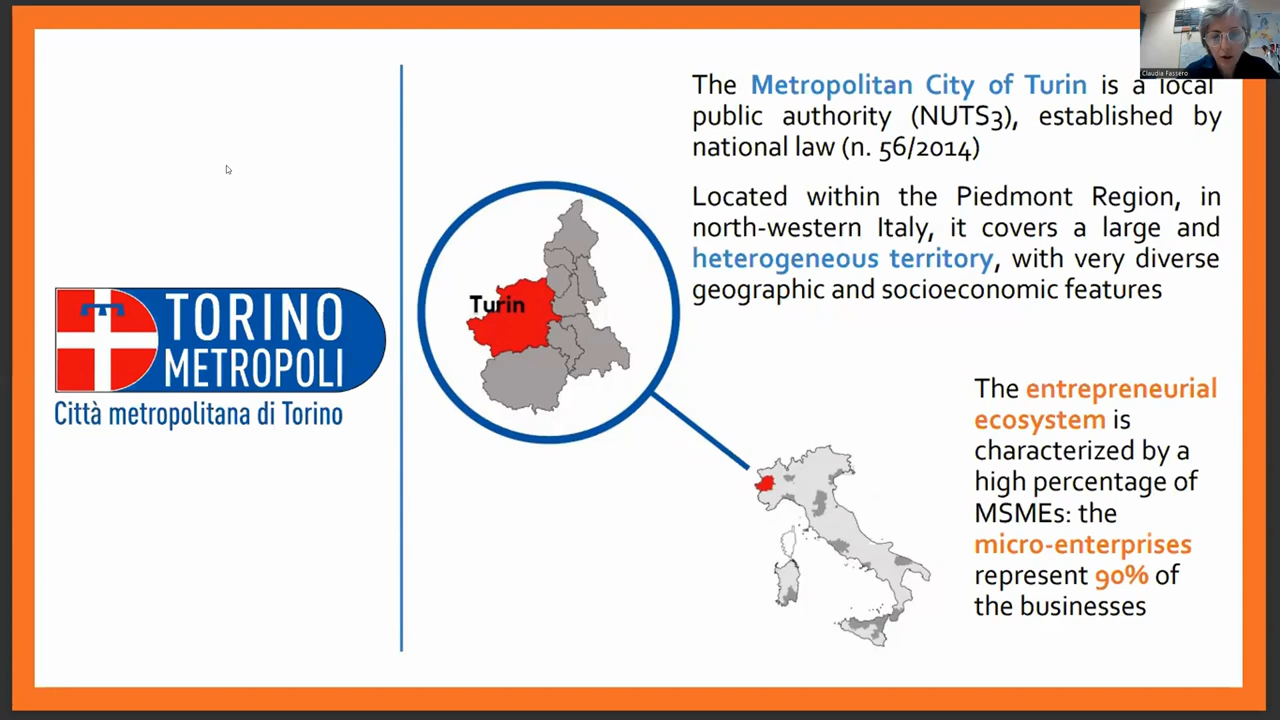 Claudia Fassero
The Metropolitan City of Turin is a local
public authority (NUTS3), established by
national law (n. 56/2014)
Located within the Piedmont Region, in
north-western Italy, it covers a large and
heterogeneous territory, with very diverse
geographic and socioeconomic features
Turin
TORINO
METROPOLI
Città metropolitana di Torino
The entrepreneurial
ecosystem is
characterized by a
high percentage of
MSMEs: the
micro-enterprises
represent 90% of
the businesses